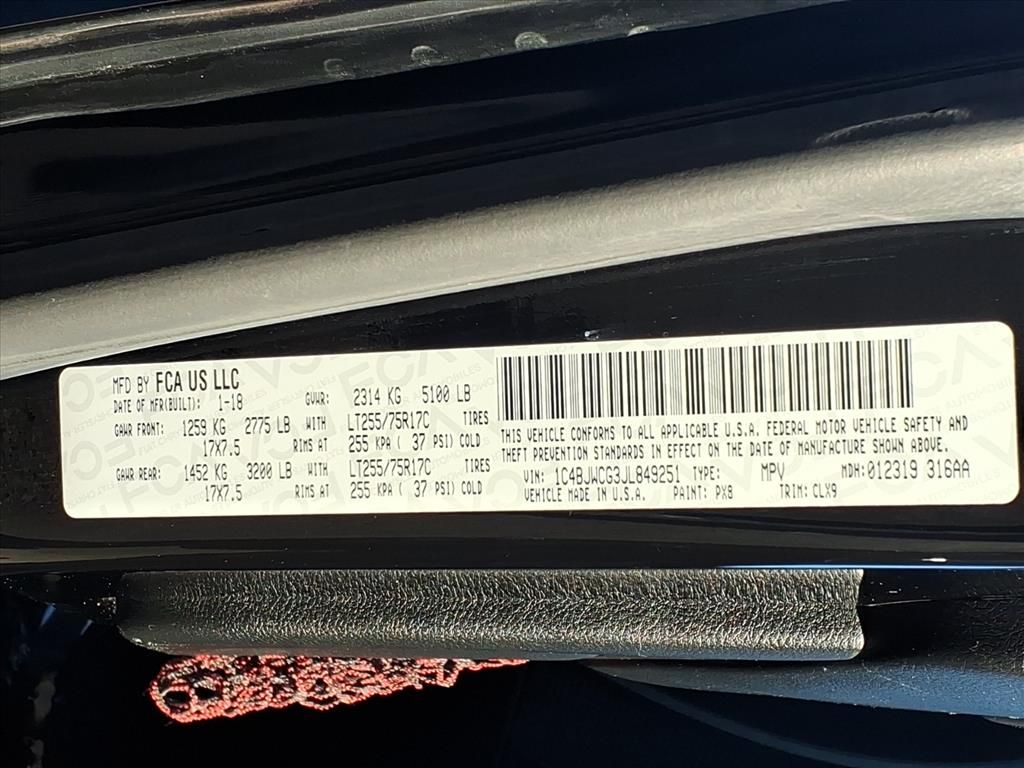 MFD BY FCA US LLC
DATE OF MFR(BUILT): 1-18 GVWR: 2314 KG 5100 LB
GAWR FRONT: 1259 KG 2775 LB WITH LT255/75R17C TIRES
17X7.5 RIMS AT 255 KPA ( 37 PSI) COLD
GAWR REAR: 1452 KG 3200 LB WITH LT255/75R17C TIRES
17X7.5 RIMS AT 255 KPA ( 37 PSI) COLD
THIS VEHICLE CONFORMS TO ALL APPLICABLE U.S.A. FEDERAL MOTOR VEHICLE SAFETY AND
THEFT PREVENTION STANDARDS IN EFFECT ON THE DATE OF MANUFACTURE SHOWN ABOVE.
VIN: 1C4BJWCG3JL849251 TYPE: MPV MDH: 012319 316AA
VEHICLE MADE IN U.S.A. PAINT: PX8 TRIM: CLX9